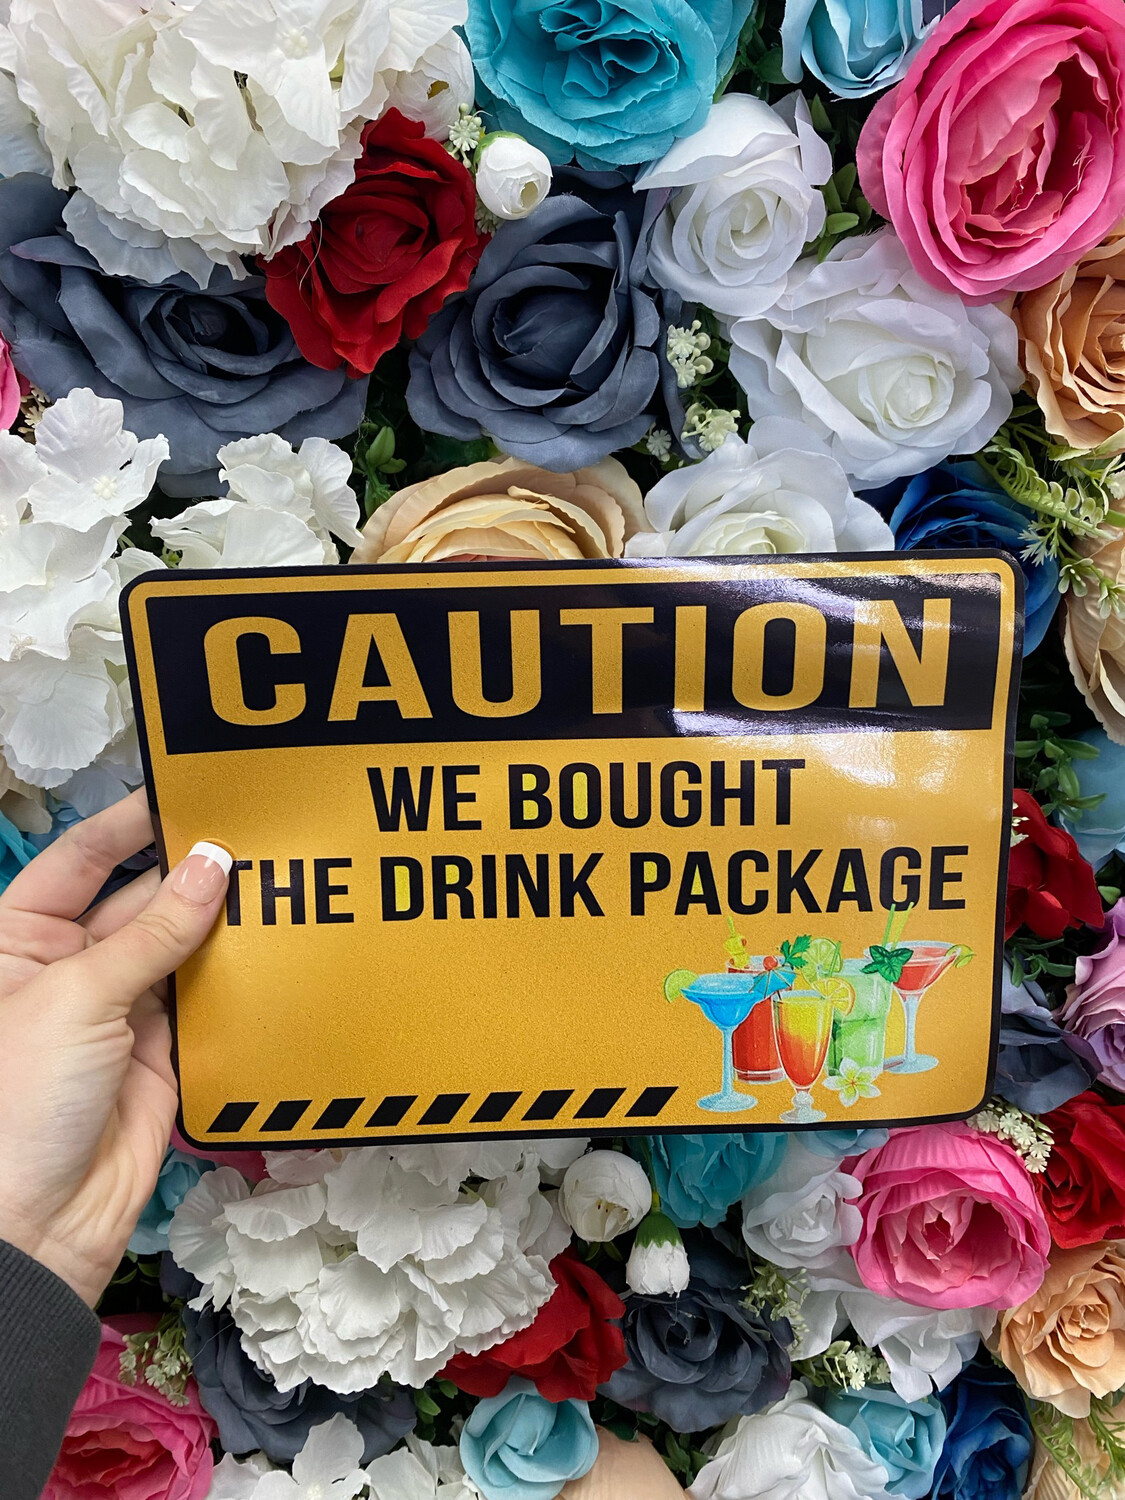 CAUTION
WE BOUGHT
THE DRINK PACKAGE